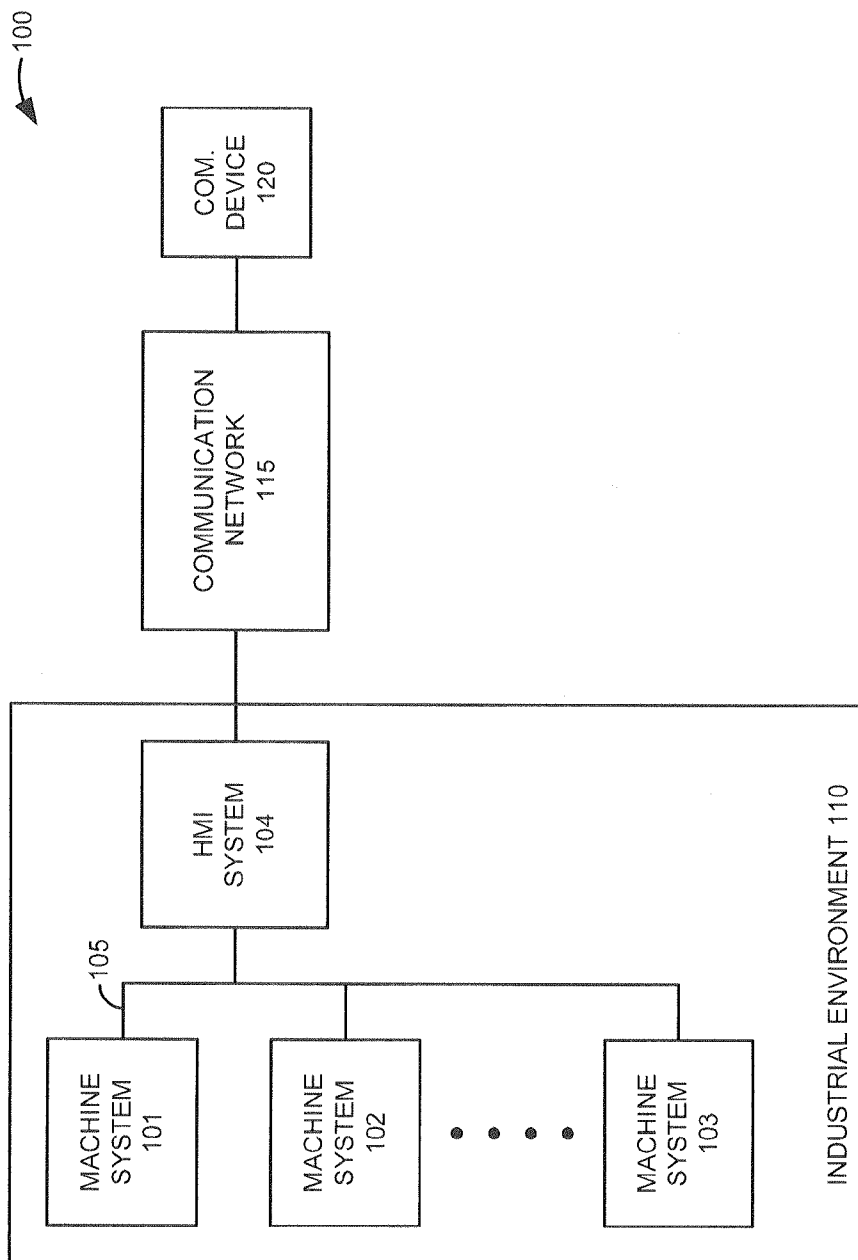 100
MACHINE
SYSTEM
101
105
MACHINE
SYSTEM
102
MACHINE
SYSTEM
103
HMI
SYSTEM
104
COMMUNICATION
NETWORK
115
COM.
DEVICE
120
INDUSTRIAL ENVIRONMENT 110